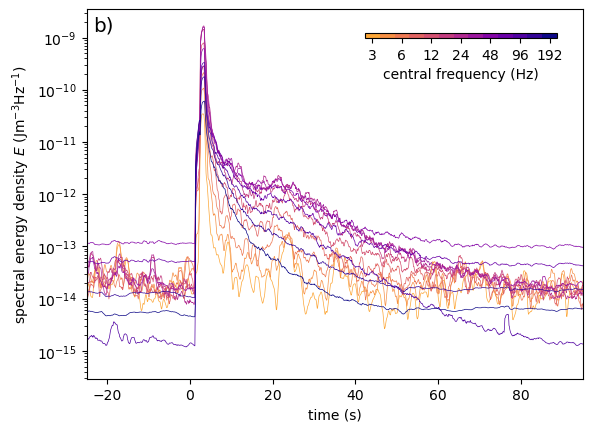 b)
10⁻⁹
10⁻¹⁰
10⁻¹¹
10⁻¹²
10⁻¹³
10⁻¹⁴
10⁻¹⁵
spectral energy density E (Jm⁻³Hz⁻¹)
3 6 12 24 48 96 192
central frequency (Hz)
−20 0 20 40 60 80
time (s)